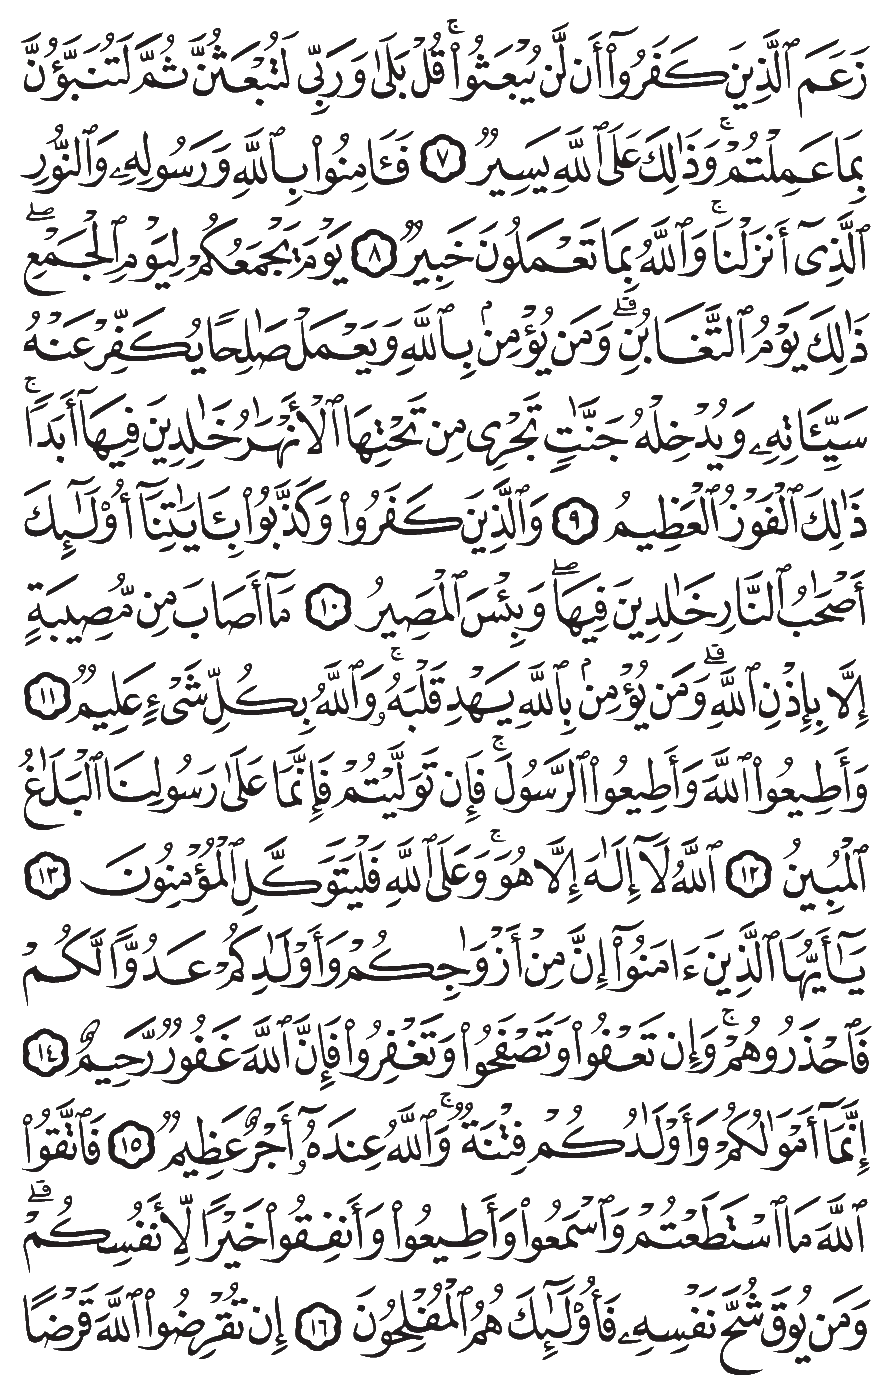 زَعَمَ ٱلَّذِينَ كَفَرُوٓا۟ أَن لَّن يُبْعَثُوا۟ ۚ قُلْ بَلَىٰ وَرَبِّى لَتُبْعَثُنَّ ثُمَّ لَتُنَبَّؤُنَّ
بِمَا عَمِلْتُمْ ۚ وَذَٰلِكَ عَلَى ٱللَّهِ يَسِيرٌ ٧ فَـَٔامِنُوا۟ بِٱللَّهِ وَرَسُولِهِۦ وَٱلنُّورِ
ٱلَّذِىٓ أَنزَلْنَا ۚ وَٱللَّهُ بِمَا تَعْمَلُونَ خَبِيرٌ ٨ يَوْمَ يَجْمَعُكُمْ لِيَوْمِ ٱلْجَمْعِ ۖ
ذَٰلِكَ يَوْمُ ٱلتَّغَابُنِ ۗ وَمَن يُؤْمِنۢ بِٱللَّهِ وَيَعْمَلْ صَـٰلِحًا يُكَفِّرْ عَنْهُ
سَيِّـَٔاتِهِۦ وَيُدْخِلْهُ جَنَّـٰتٍ تَجْرِى مِن تَحْتِهَا ٱلْأَنْهَـٰرُ خَـٰلِدِينَ فِيهَآ أَبَدًا ۚ
ذَٰلِكَ ٱلْفَوْزُ ٱلْعَظِيمُ ٩ وَٱلَّذِينَ كَفَرُوا۟ وَكَذَّبُوا۟ بِـَٔايَـٰتِنَآ أُو۟لَـٰٓئِكَ
أَصْحَـٰبُ ٱلنَّارِ خَـٰلِدِينَ فِيهَا ۖ وَبِئْسَ ٱلْمَصِيرُ ١٠ مَآ أَصَابَ مِن مُّصِيبَةٍ
إِلَّا بِإِذْنِ ٱللَّهِ ۗ وَمَن يُؤْمِنۢ بِٱللَّهِ يَهْدِ قَلْبَهُۥ ۚ وَٱللَّهُ بِكُلِّ شَىْءٍ عَلِيمٌ ١١
وَأَطِيعُوا۟ ٱللَّهَ وَأَطِيعُوا۟ ٱلرَّسُولَ ۚ فَإِن تَوَلَّيْتُمْ فَإِنَّمَا عَلَىٰ رَسُولِنَا ٱلْبَلَـٰغُ
ٱلْمُبِينُ ١٢ ٱللَّهُ لَآ إِلَـٰهَ إِلَّا هُوَ ۚ وَعَلَى ٱللَّهِ فَلْيَتَوَكَّلِ ٱلْمُؤْمِنُونَ ١٣
يَـٰٓأَيُّهَا ٱلَّذِينَ ءَامَنُوٓا۟ إِنَّ مِنْ أَزْوَٰجِكُمْ وَأَوْلَـٰدِكُمْ عَدُوًّا لَّكُمْ
فَٱحْذَرُوهُمْ ۚ وَإِن تَعْفُوا۟ وَتَصْفَحُوا۟ وَتَغْفِرُوا۟ فَإِنَّ ٱللَّهَ غَفُورٌ رَّحِيمٌ ١٤
إِنَّمَآ أَمْوَٰلُكُمْ وَأَوْلَـٰدُكُمْ فِتْنَةٌ ۚ وَٱللَّهُ عِندَهُۥٓ أَجْرٌ عَظِيمٌ ١٥ فَٱتَّقُوا۟
ٱللَّهَ مَا ٱسْتَطَعْتُمْ وَٱسْمَعُوا۟ وَأَطِيعُوا۟ وَأَنفِقُوا۟ خَيْرًا لِّأَنفُسِكُمْ ۗ
وَمَن يُوقَ شُحَّ نَفْسِهِۦ فَأُو۟لَـٰٓئِكَ هُمُ ٱلْمُفْلِحُونَ ١٦ إِن تُقْرِضُوا۟ ٱللَّهَ قَرْضًا